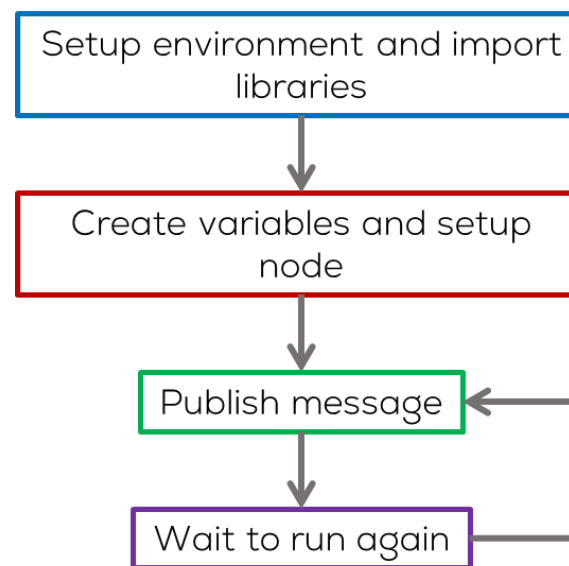 Setup environment and import
libraries
Create variables and setup
node
Publish message
Wait to run again